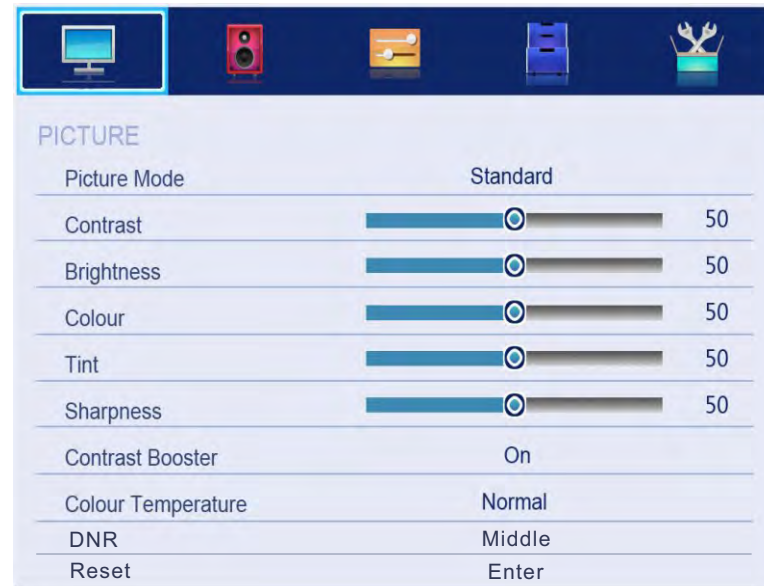 PICTURE
Picture Mode Standard
Contrast 50
Brightness 50
Colour 50
Tint 50
Sharpness 50
Contrast Booster On
Colour Temperature Normal
DNR Middle
Reset Enter